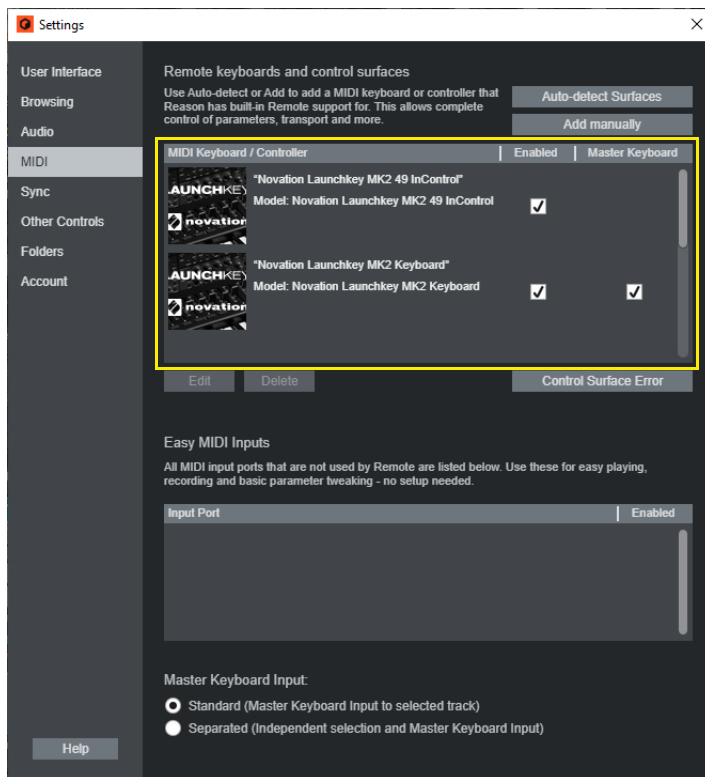 Settings
User Interface
Browsing
Audio
MIDI
Sync
Other Controls
Folders
Account
Help
Remote keyboards and control surfaces
Use Auto-detect or Add to add a MIDI keyboard or controller that
Reason has built-in Remote support for. This allows complete
control of parameters, transport and more.
Auto-detect Surfaces
Add manually
MIDI Keyboard / Controller
Enabled
Master Keyboard
AUNCHKEY
novation
"Novation Launchkey MK2 49 InControl"
Model: Novation Launchkey MK2 49 InControl
AUNCHKEY
novation
"Novation Launchkey MK2 Keyboard"
Model: Novation Launchkey MK2 Keyboard
Edit
Delete
Control Surface Error
Easy MIDI Inputs
All MIDI input ports that are not used by Remote are listed below. Use these for easy playing,
recording and basic parameter tweaking - no setup needed.
Input Port
Enabled
Master Keyboard Input:
Standard (Master Keyboard Input to selected track)
Separated (Independent selection and Master Keyboard Input)